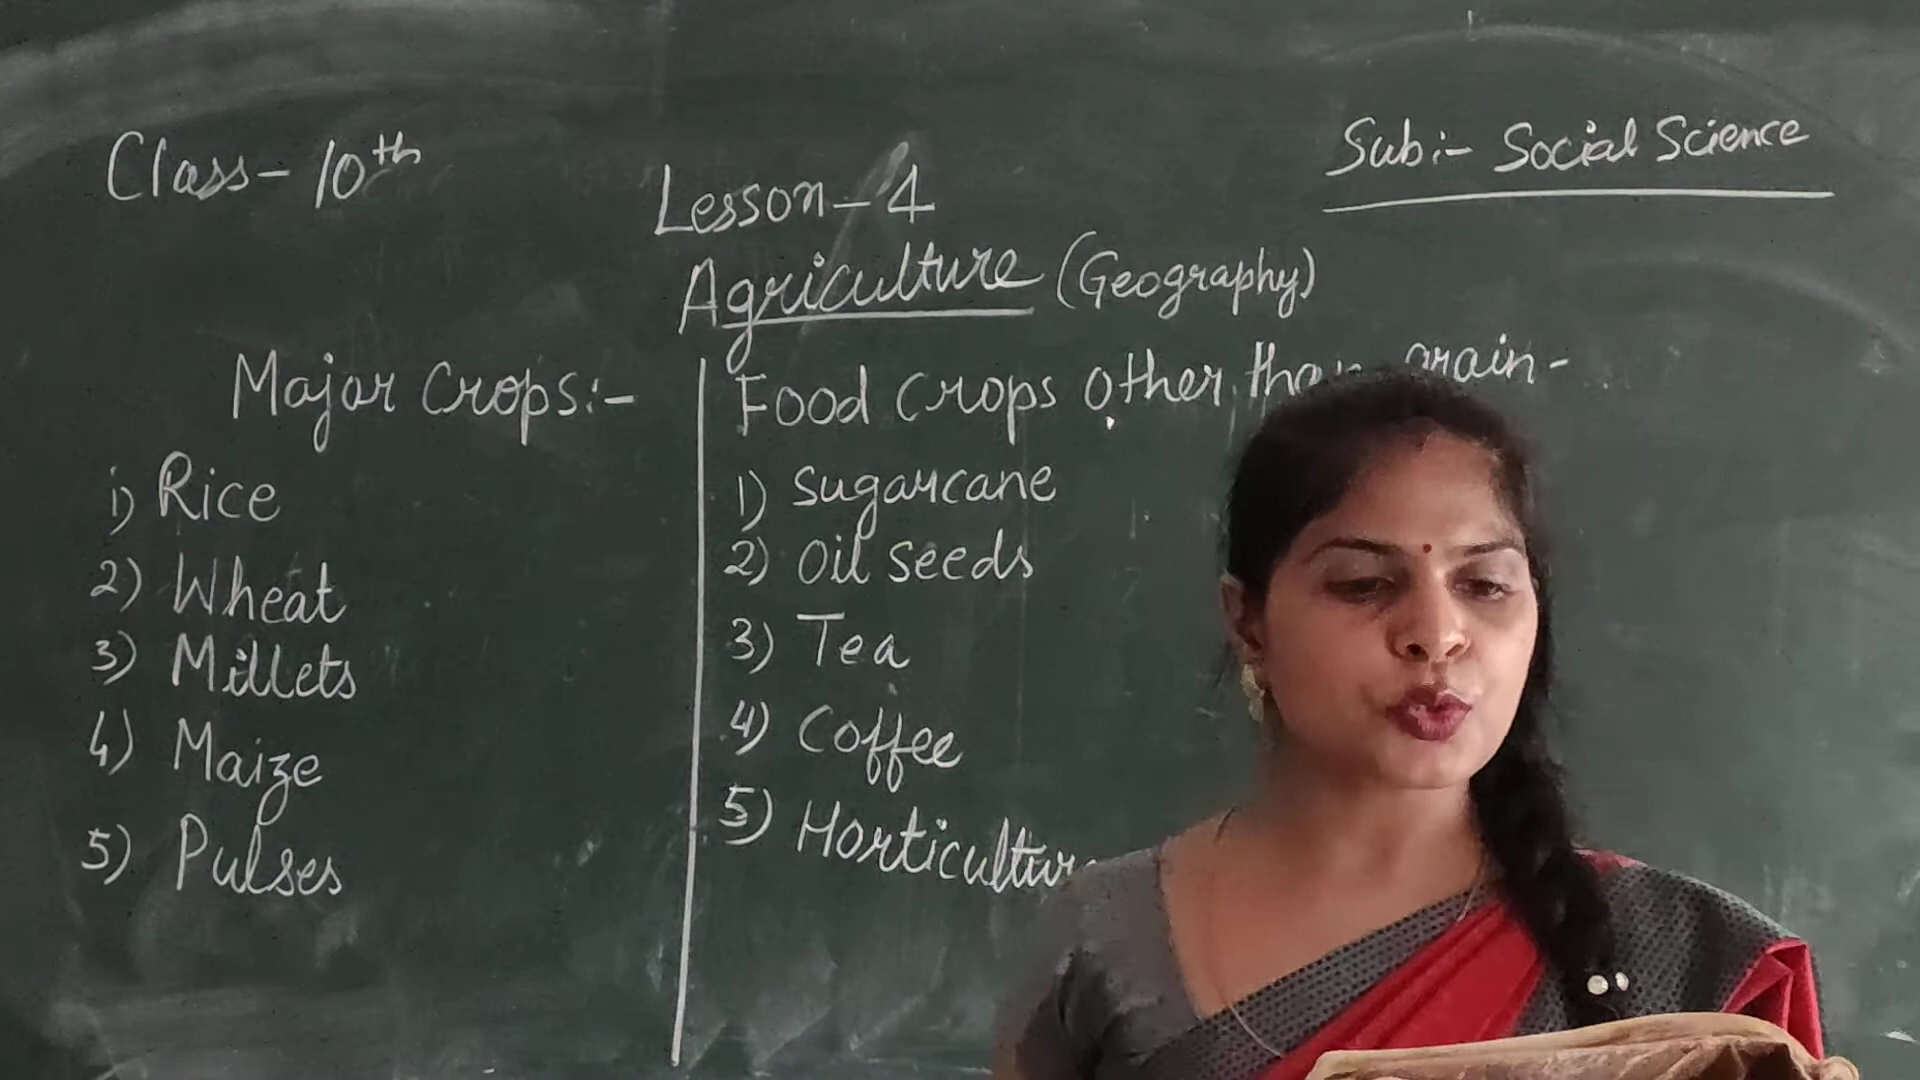 Class - 10th
Sub:- Social Science
Lesson - 4
Agriculture (Geography)
Major Crops:-
i) Rice
2) Wheat
3) Millets
4) Maize
5) Pulses
Food crops other than grain -
1) Sugarcane
2) Oil seeds
3) Tea
4) Coffee
5) Horticulture